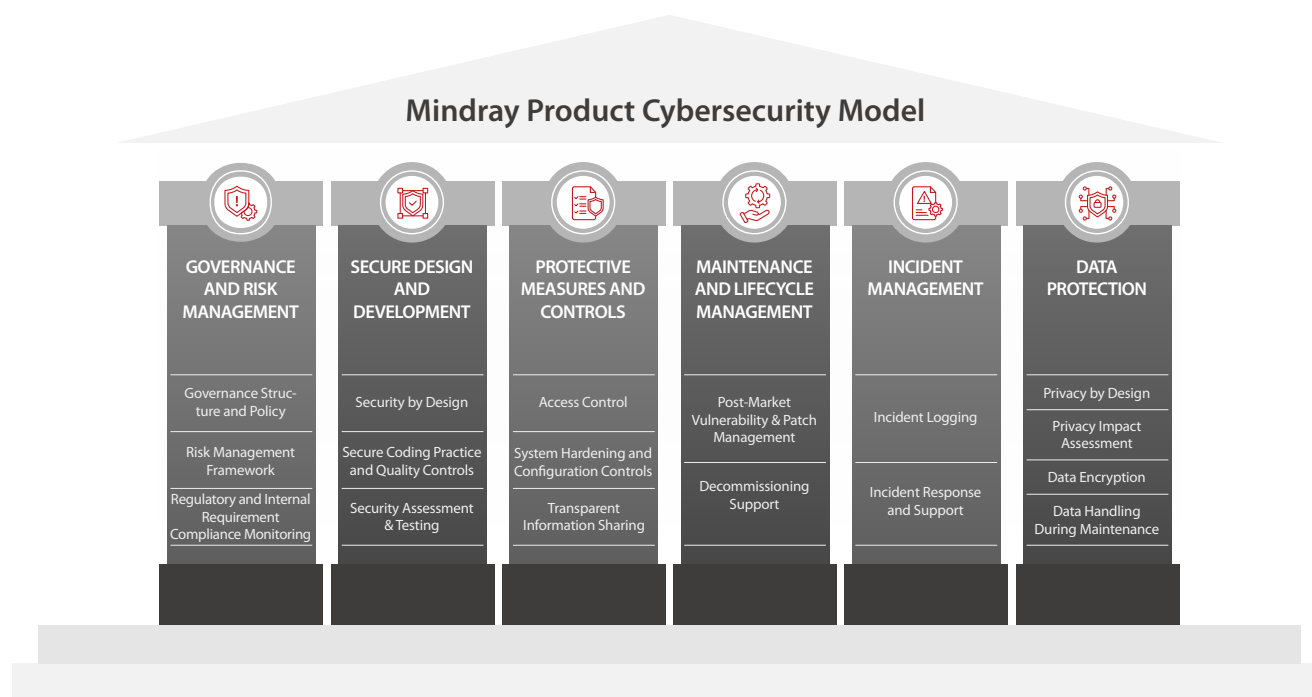 Mindray Product Cybersecurity Model
GOVERNANCE
AND RISK
MANAGEMENT
Governance Struc-
ture and Policy
Risk Management
Framework
Regulatory and Internal
Requirement
Compliance Monitoring
SECURE DESIGN
AND
DEVELOPMENT
Security by Design
Secure Coding Practice
and Quality Controls
Security Assessment
& Testing
PROTECTIVE
MEASURES AND
CONTROLS
Access Control
System Hardening and
Configuration Controls
Transparent
Information Sharing
MAINTENANCE
AND LIFECYCLE
MANAGEMENT
Post-Market
Vulnerability & Patch
Management
Decommissioning
Support
INCIDENT
MANAGEMENT
Incident Logging
Incident Response
and Support
DATA
PROTECTION
Privacy by Design
Privacy Impact
Assessment
Data Encryption
Data Handling
During Maintenance